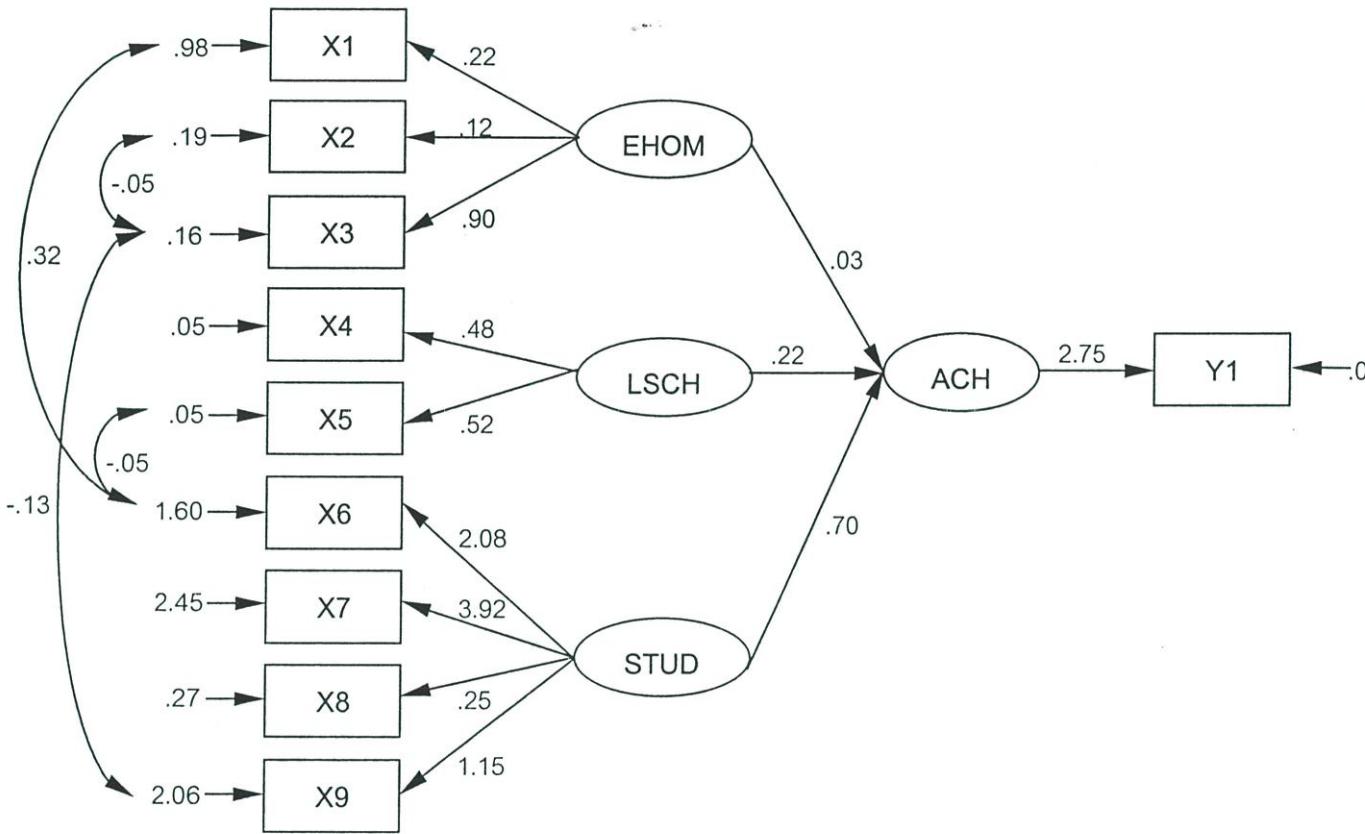 .98 X1 .22
.19 X2 .12 EHOM
-.05
.16 X3 .90
.32 .03
.05 X4 .48
LSCH .22 ACH 2.75 Y1 .0
.05 X5 .52
-.05
-.13 1.60 X6 2.08 .70
2.45 X7 3.92
STUD
.27 X8 .25
1.15
2.06 X9